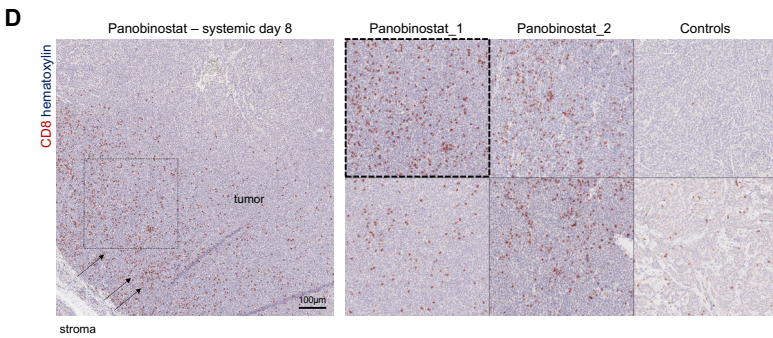 D
Panobinostat – systemic day 8
Panobinostat_1
Panobinostat_2
Controls
CD8 hematoxylin
tumor
100µm
stroma